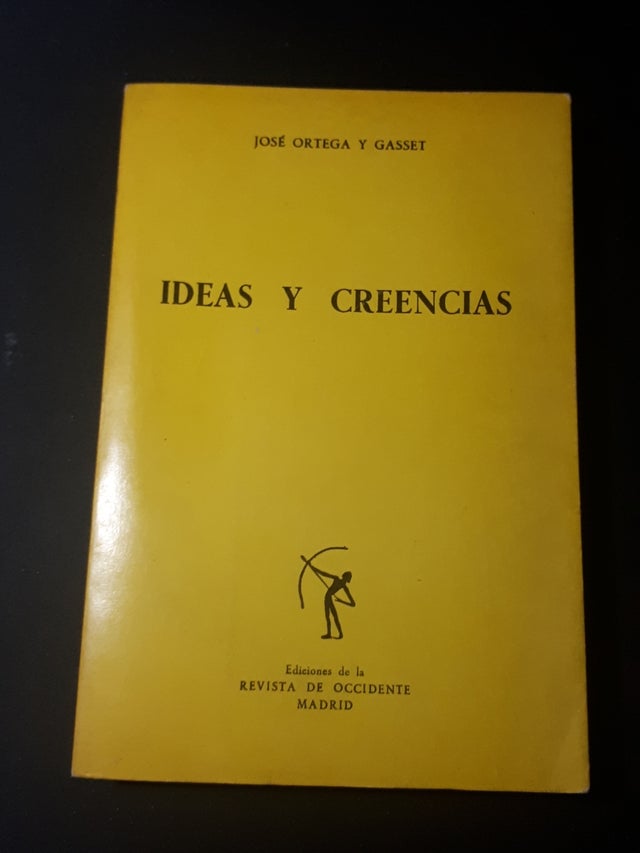 JOSÉ ORTEGA Y GASSET
IDEAS Y CREENCIAS
Ediciones de la
REVISTA DE OCCIDENTE
MADRID